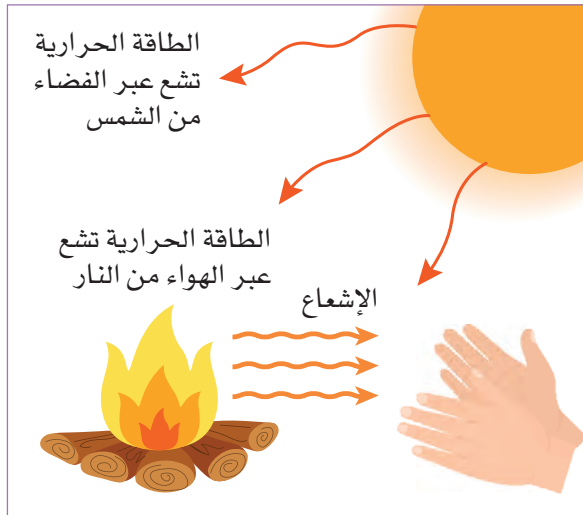 الطاقة الحرارية
تشع عبر الفضاء
من الشمس
الطاقة الحرارية تشع
عبر الهواء من النار
الإشعاع